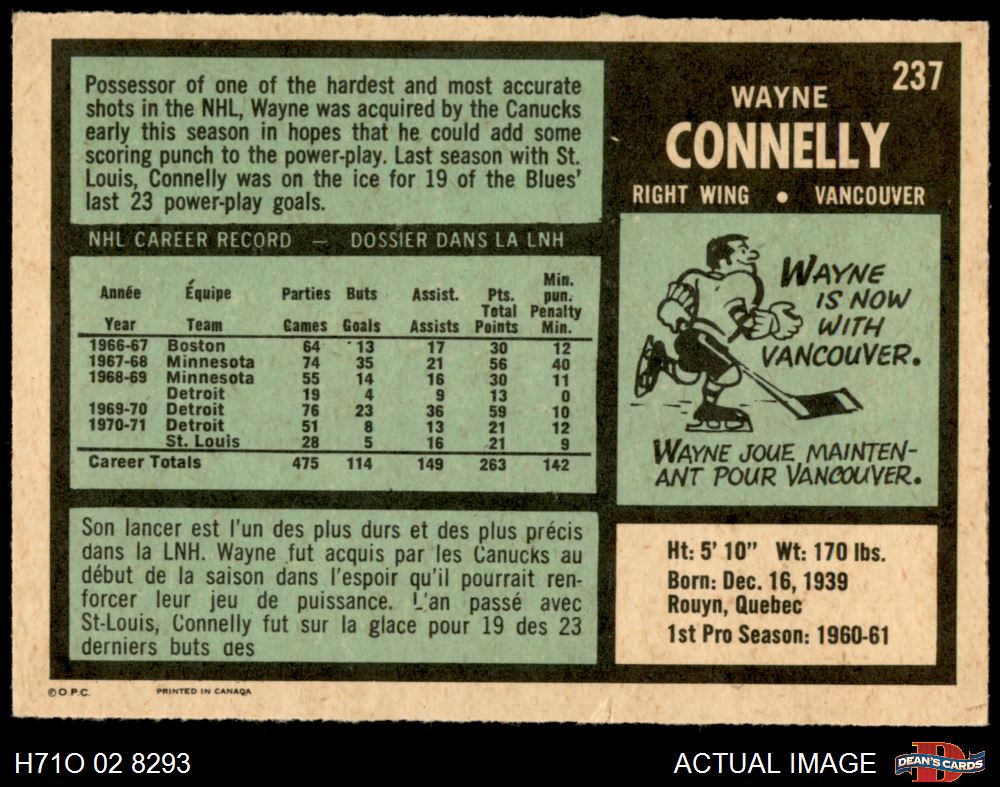 237
WAYNE
CONNELLY
RIGHT WING • VANCOUVER
Possessor of one of the hardest and most accurate
shots in the NHL, Wayne was acquired by the Canucks
early this season in hopes that he could add some
scoring punch to the power-play. Last season with St.
Louis, Connelly was on the ice for 19 of the Blues'
last 23 power-play goals.
NHL CAREER RECORD — DOSSIER DANS LA LNH
Année Équipe Parties Buts Assist. Pts. Min. pun.
Year Team Games Goals Assists Total Points Penalty Min.
1966-67 Boston 64 13 17 30 12
1967-68 Minnesota 74 35 21 56 40
1968-69 Minnesota 55 14 16 30 11
Detroit 19 4 9 13 0
1969-70 Detroit 76 23 36 59 10
1970-71 Detroit 51 8 13 21 12
St. Louis 28 5 16 21 9
Career Totals 475 114 149 263 142
WAYNE
IS NOW
WITH
VANCOUVER.
WAYNE JOUE MAINTEN-
ANT POUR VANCOUVER.
Son lancer est l'un des plus durs et des plus précis
dans la LNH. Wayne fut acquis par les Canucks au
début de la saison dans l'espoir qu'il pourrait ren-
forcer leur jeu de puissance. L'an passé avec
St-Louis, Connelly fut sur la glace pour 19 des 23
derniers buts des
Ht: 5' 10" Wt: 170 lbs.
Born: Dec. 16, 1939
Rouyn, Quebec
1st Pro Season: 1960-61
© O.P.C. PRINTED IN CANADA
H71O 02 8293
ACTUAL IMAGE
D
DEAN'S CARDS